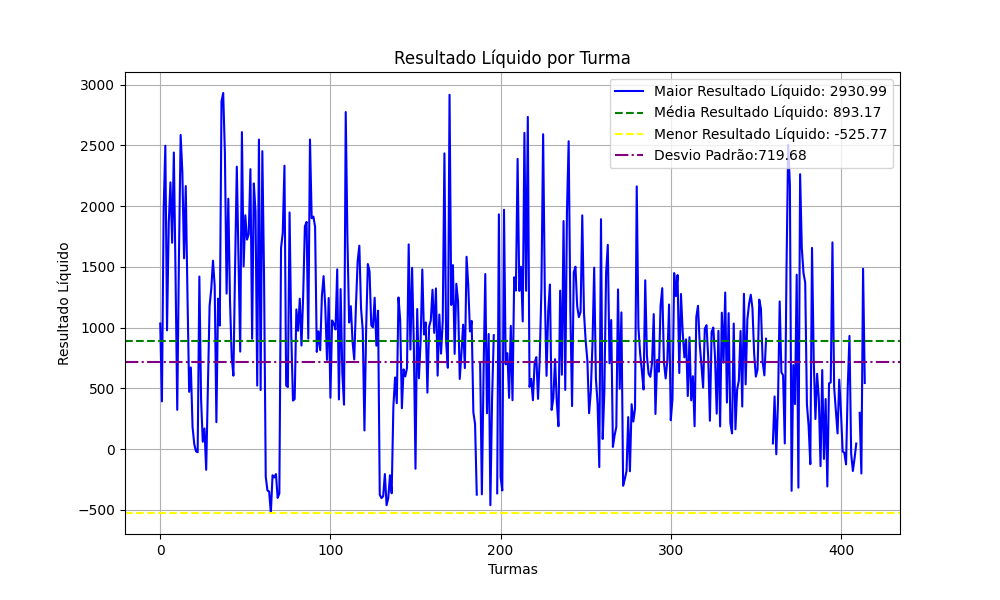 Resultado Líquido por Turma
Maior Resultado Líquido: 2930.99
Média Resultado Líquido: 893.17
Menor Resultado Líquido: -525.77
Desvio Padrão:719.68
Resultado Líquido
3000
2500
2000
1500
1000
500
0
−500
0 100 200 300 400
Turmas